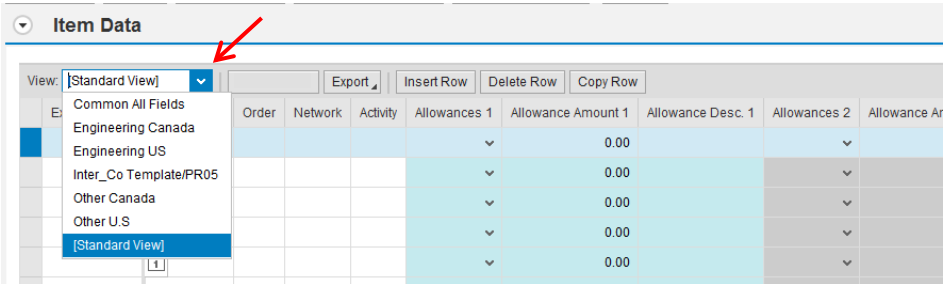 Item Data
View: [Standard View] Export Insert Row Delete Row Copy Row
Order Network Activity Allowances 1 Allowance Amount 1 Allowance Desc. 1 Allowances 2 Allowance
Common All Fields
Engineering Canada
Engineering US
Inter_Co Template/PR05
Other Canada
Other U.S
[Standard View]
0.00
0.00
0.00
0.00
1 0.00